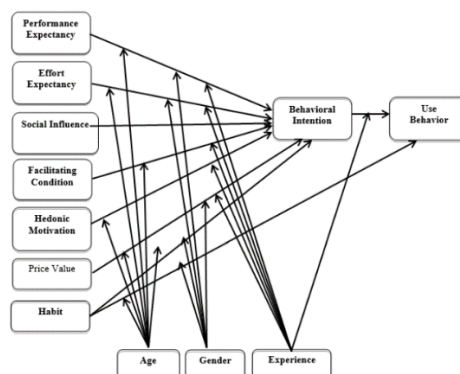 Performance
Expectancy
Effort
Expectancy
Social Influence
Facilitating
Condition
Hedonic
Motivation
Price Value
Habit
Behavioral
Intention
Use
Behavior
Age
Gender
Experience